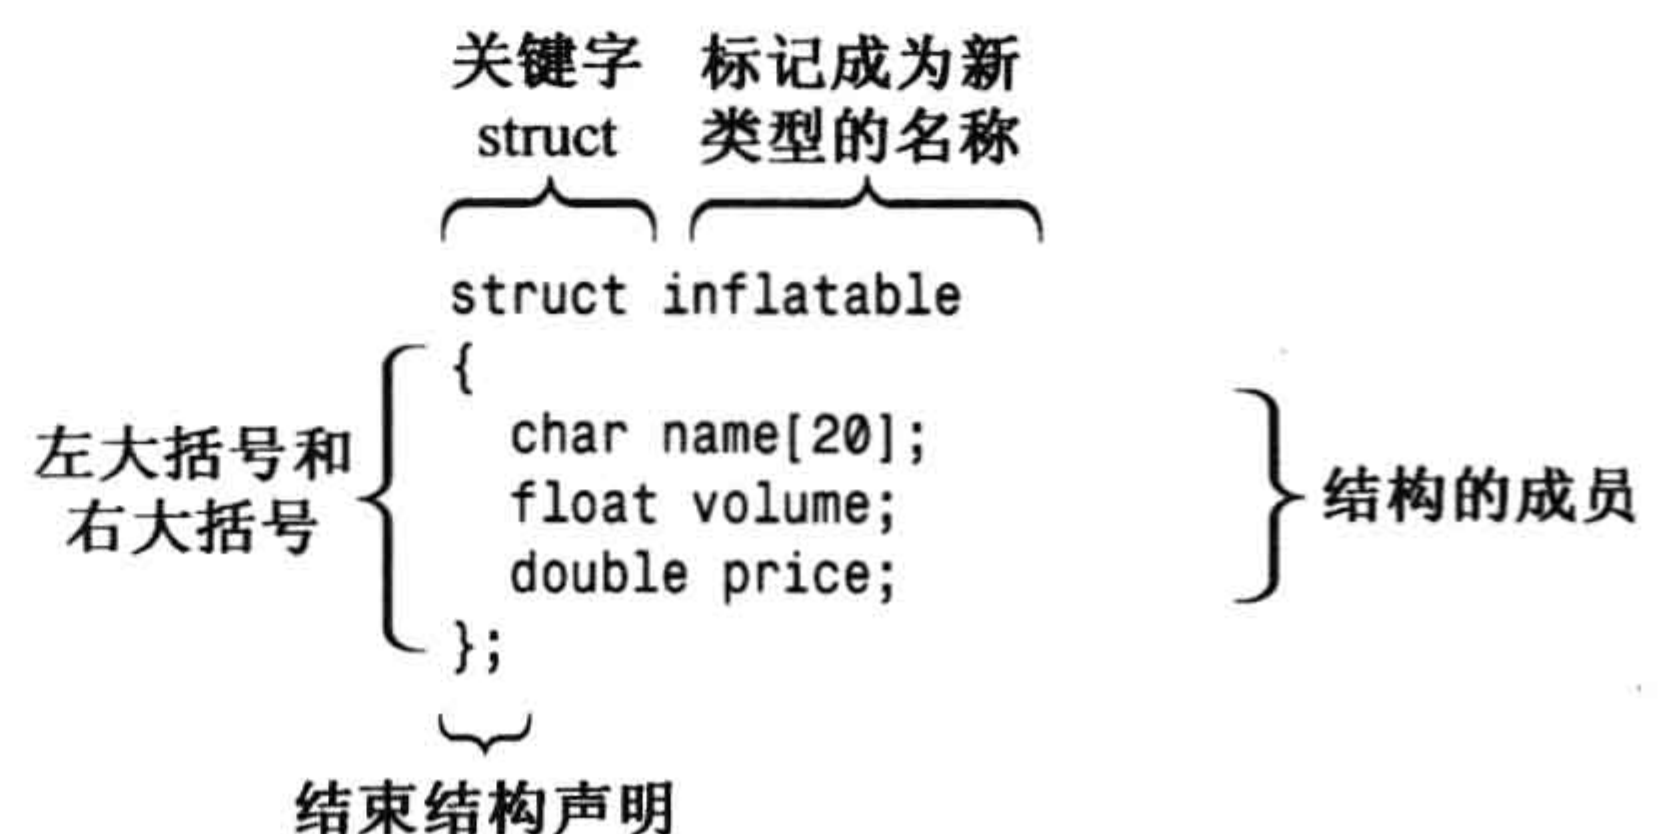 关键字
struct
标记成为新
类型的名称
struct inflatable
{
char name[20];
float volume;
double price;
};
左大括号和
右大括号
结构的成员
结束结构声明